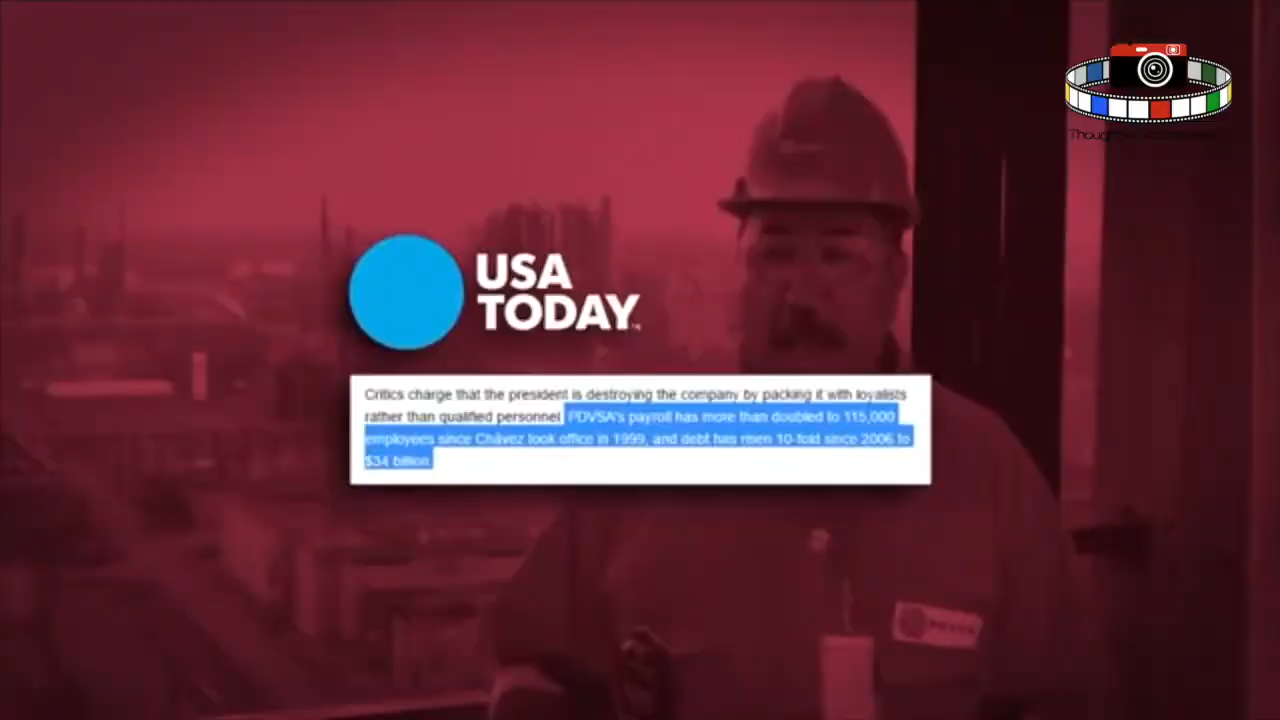 USA
TODAY
Critics charge that the president is destroying the company by packing it with loyalists
rather than qualified personnel. PDVSA's payroll has more than doubled to 115,000
employees since Chávez took office in 1999, and debt has risen 10-fold since 2006 to
$34 billion.
PDVSA